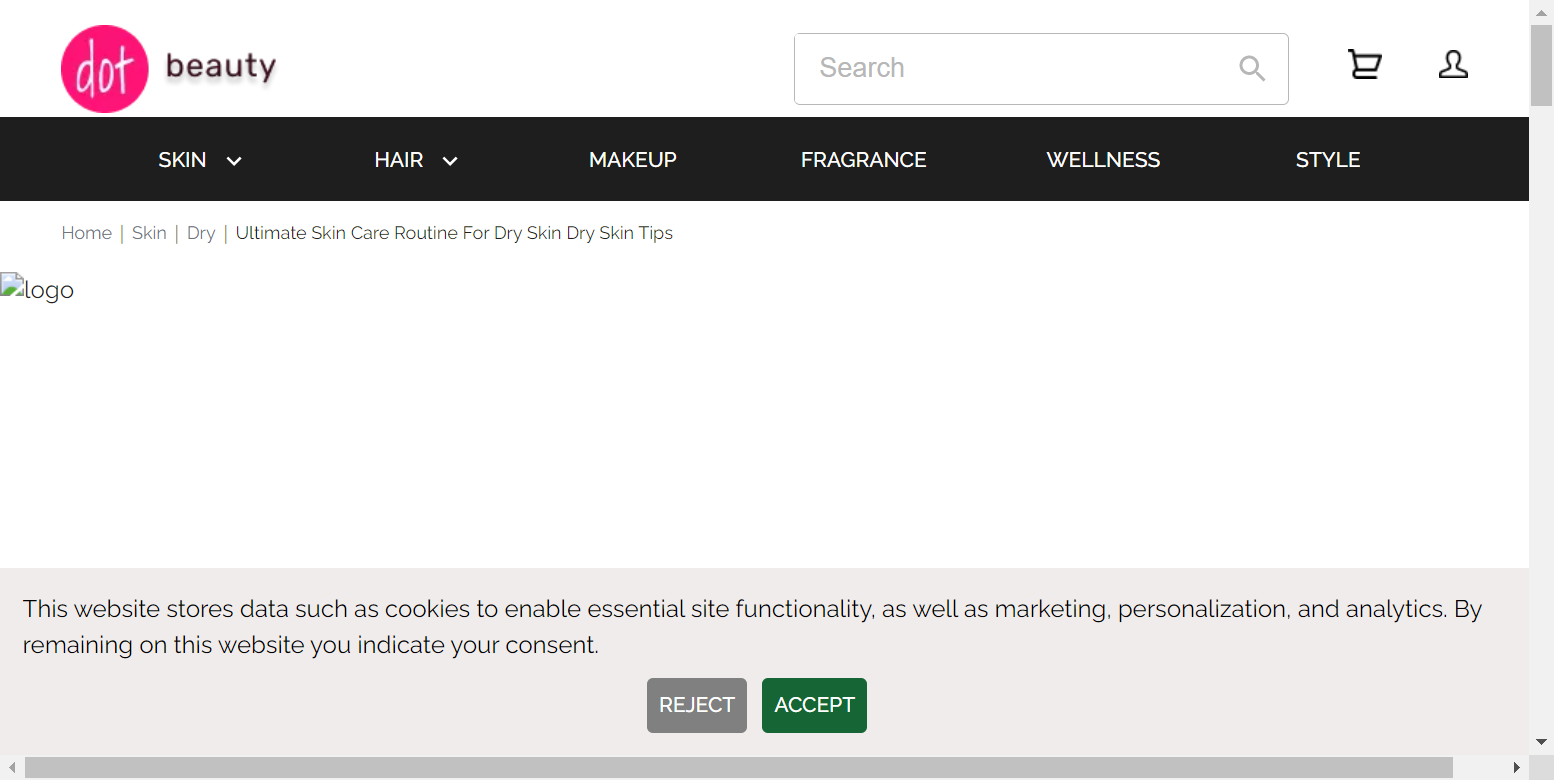 dot beauty
Search
SKIN HAIR MAKEUP FRAGRANCE WELLNESS STYLE
Home | Skin | Dry | Ultimate Skin Care Routine For Dry Skin Dry Skin Tips
logo
This website stores data such as cookies to enable essential site functionality, as well as marketing, personalization, and analytics. By
remaining on this website you indicate your consent.
REJECT ACCEPT